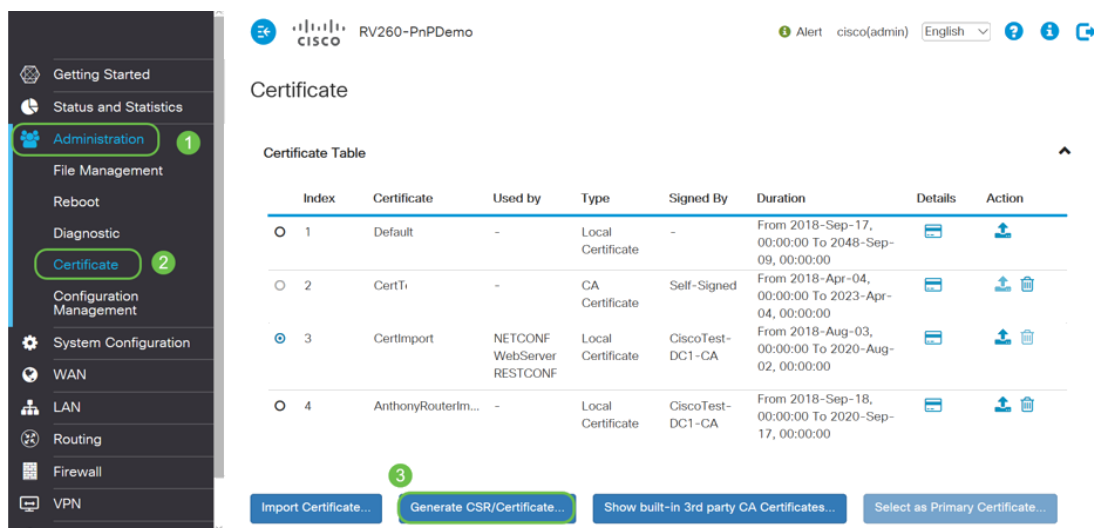 CISCO
RV260-PnPDemo
Alert
cisco(admin)
English
Getting Started
Status and Statistics
Administration
1
File Management
Reboot
Diagnostic
Certificate
2
Configuration
Management
System Configuration
WAN
LAN
Routing
Firewall
VPN
Certificate
Certificate Table
Index Certificate Used by Type Signed By Duration Details Action
1 Default - Local
Certificate
-
From 2018-Sep-17,
00:00:00 To 2048-Sep-
09, 00:00:00
2
-
CA
Certificate
Self-Signed
From 2018-Apr-04,
00:00:00 To 2023-Apr-
04, 00:00:00
3 CertImport
NETCONF
WebServer
RESTCONF
Local
Certificate
CiscoTest-
DC1-CA
From 2018-Aug-03,
00:00:00 To 2020-Aug-
02, 00:00:00
4 AnthonyRouterIm... -
Local
Certificate
CiscoTest-
DC1-CA
From 2018-Sep-18,
00:00:00 To 2020-Sep-
17, 00:00:00
3
Import Certificate...
Generate CSR/Certificate...
Show built-in 3rd party CA Certificates...
Select as Primary Certificate...